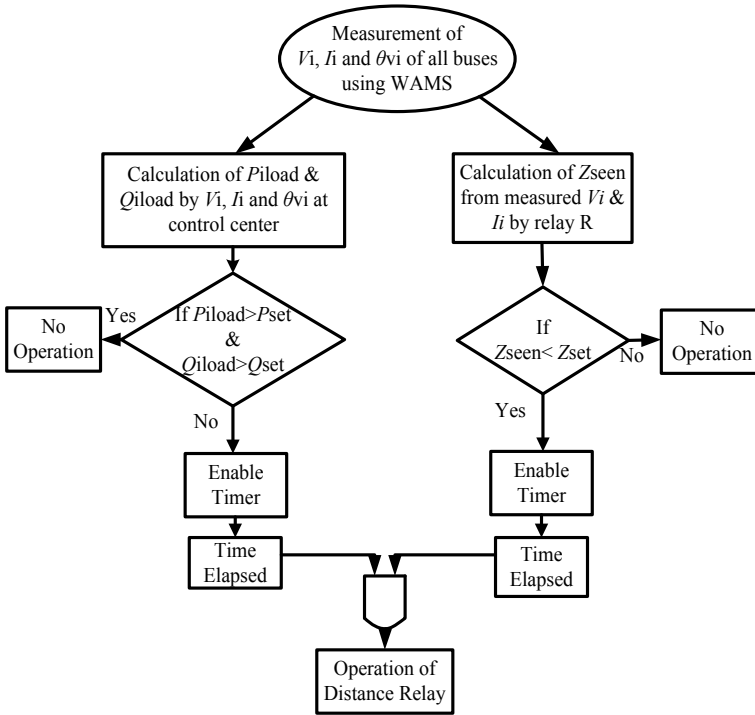 Measurement of
Vi, Ii and θvi of all buses
using WAMS
Calculation of Piload &
Qiload by Vi, Ii and θvi at
control center
Calculation of Zseen
from measured Vi &
Ii by relay R
If Piload>Pset
&
Qiload>Qset
Yes
No
Operation
No
If
Zseen< Zset
No
No
Operation
Yes
Enable
Timer
Enable
Timer
Time
Elapsed
Time
Elapsed
Operation of
Distance Relay